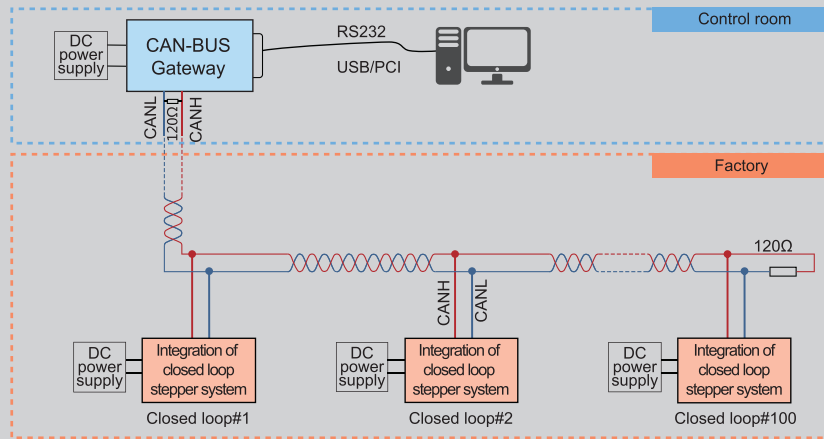 Control room
DC
power
supply
CAN-BUS
Gateway
RS232
USB/PCI
CANL
120Ω
CANH
Factory
120Ω
CANH
CANL
DC
power
supply
Integration of
closed loop
stepper system
Closed loop#1
DC
power
supply
Integration of
closed loop
stepper system
Closed loop#2
DC
power
supply
Integration of
closed loop
stepper system
Closed loop#100